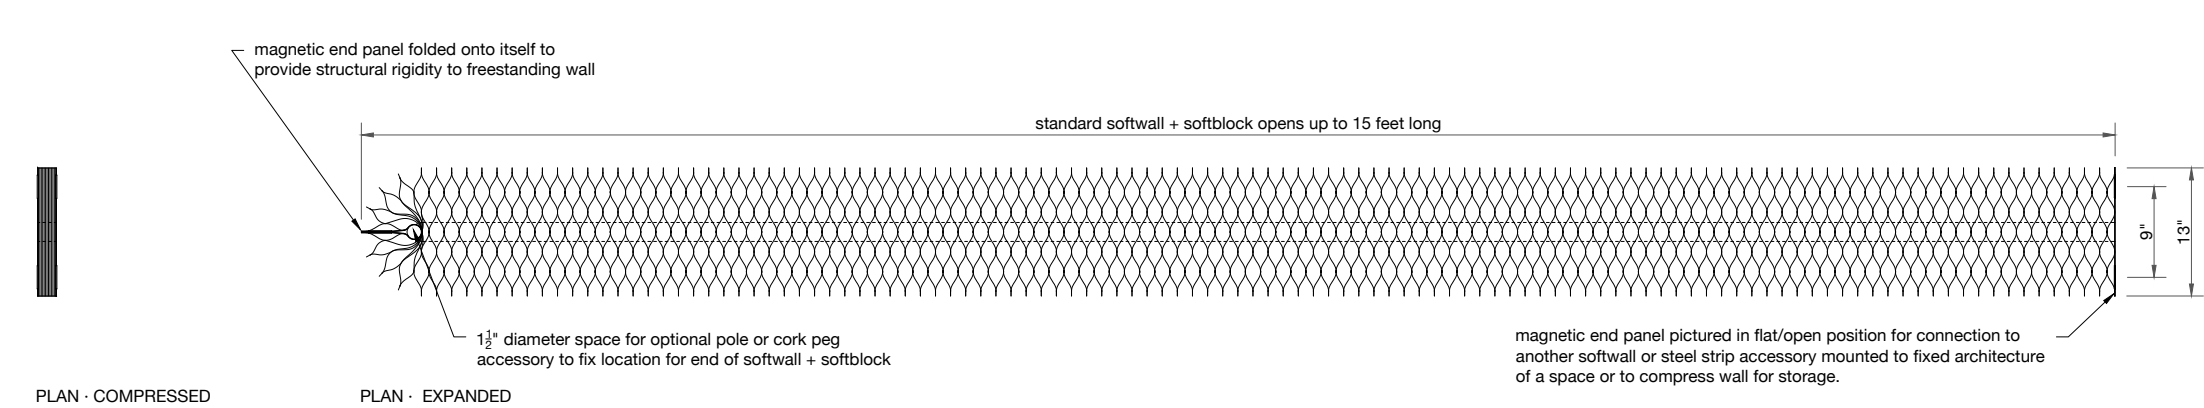 magnetic end panel folded onto itself to
provide structural rigidity to freestanding wall
standard softwall + softblock opens up to 15 feet long
9"
13"
1½" diameter space for optional pole or cork peg
accessory to fix location for end of softwall + softblock
magnetic end panel pictured in flat/open position for connection to
another softwall or steel strip accessory mounted to fixed architecture
of a space or to compress wall for storage.
PLAN · COMPRESSED
PLAN · EXPANDED